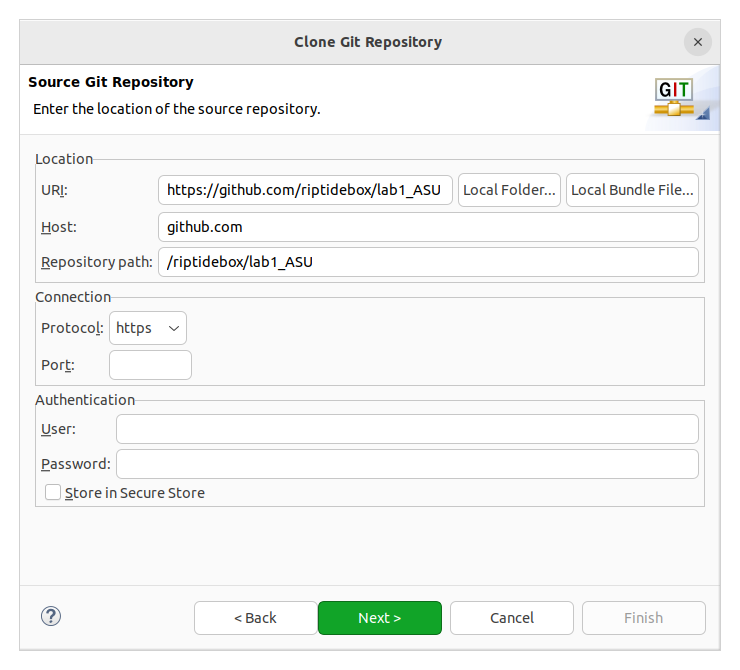 Clone Git Repository
Source Git Repository
Enter the location of the source repository.
GIT
Location
URI: https://github.com/riptidebox/lab1_ASU Local Folder... Local Bundle File...
Host: github.com
Repository path: /riptidebox/lab1_ASU
Connection
Protocol: https
Port:
Authentication
User:
Password:
Store in Secure Store
< Back Next > Cancel Finish